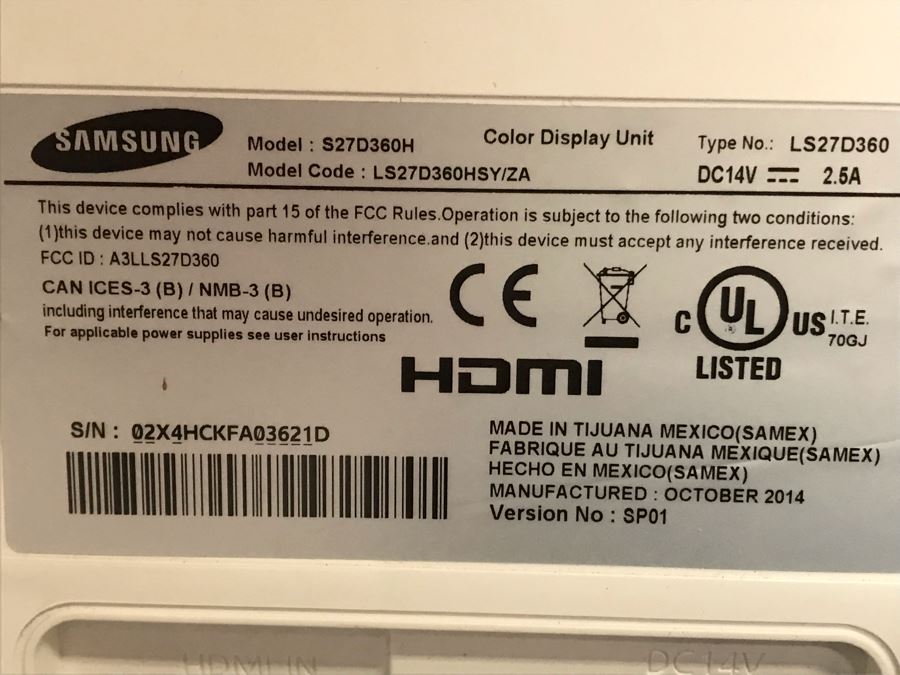 SAMSUNG
Model : S27D360H
Model Code : LS27D360HSY/ZA
Color Display Unit
Type No.: LS27D360
DC14V 2.5A
This device complies with part 15 of the FCC Rules.Operation is subject to the following two conditions:
(1)this device may not cause harmful interference.and (2)this device must accept any interference received.
FCC ID : A3LLS27D360
CAN ICES-3 (B) / NMB-3 (B)
including interference that may cause undesired operation.
For applicable power supplies see user instructions
CE
C UL US I.T.E.
70GJ
LISTED
HDMI
S/N : 02X4HCKFA03621D
MADE IN TIJUANA MEXICO(SAMEX)
FABRIQUE AU TIJUANA MEXIQUE(SAMEX)
HECHO EN MEXICO(SAMEX)
MANUFACTURED : OCTOBER 2014
Version No : SP01
HDMI IN
DC14V